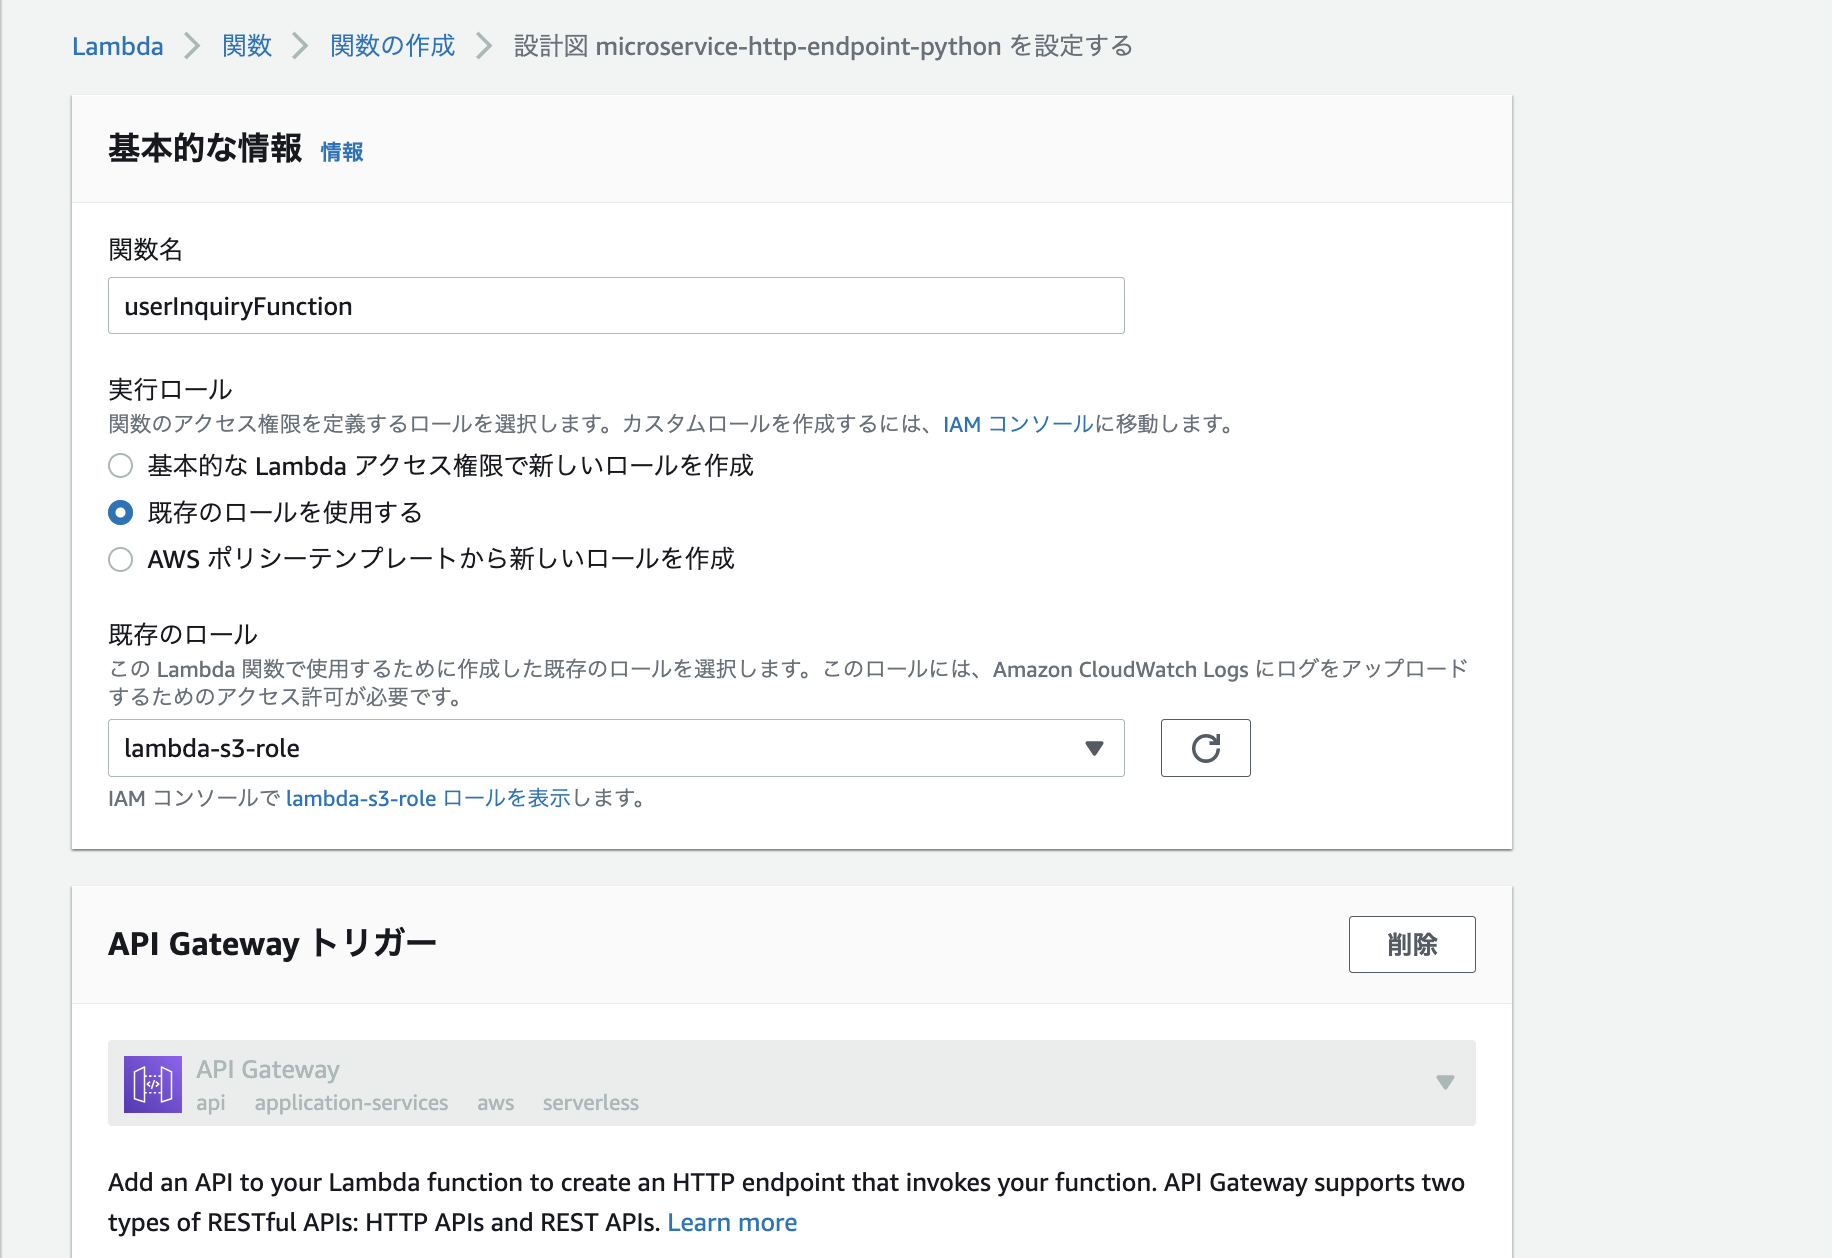 Lambda > 関数 > 関数の作成 > 設計図 microservice-http-endpoint-python を設定する
基本的な情報 情報
関数名
userInquiryFunction
実行ロール
関数のアクセス権限を定義するロールを選択します。カスタムロールを作成するには、IAM コンソールに移動します。
基本的な Lambda アクセス権限で新しいロールを作成
既存のロールを使用する
AWS ポリシーテンプレートから新しいロールを作成
既存のロール
この Lambda 関数で使用するために作成した既存のロールを選択します。このロールには、Amazon CloudWatch Logs にログをアップロード
するためのアクセス許可が必要です。
lambda-s3-role
IAM コンソールで lambda-s3-role ロールを表示します。
API Gateway トリガー
削除
API Gateway
api application-services aws serverless
Add an API to your Lambda function to create an HTTP endpoint that invokes your function. API Gateway supports two
types of RESTful APIs: HTTP APIs and REST APIs. Learn more